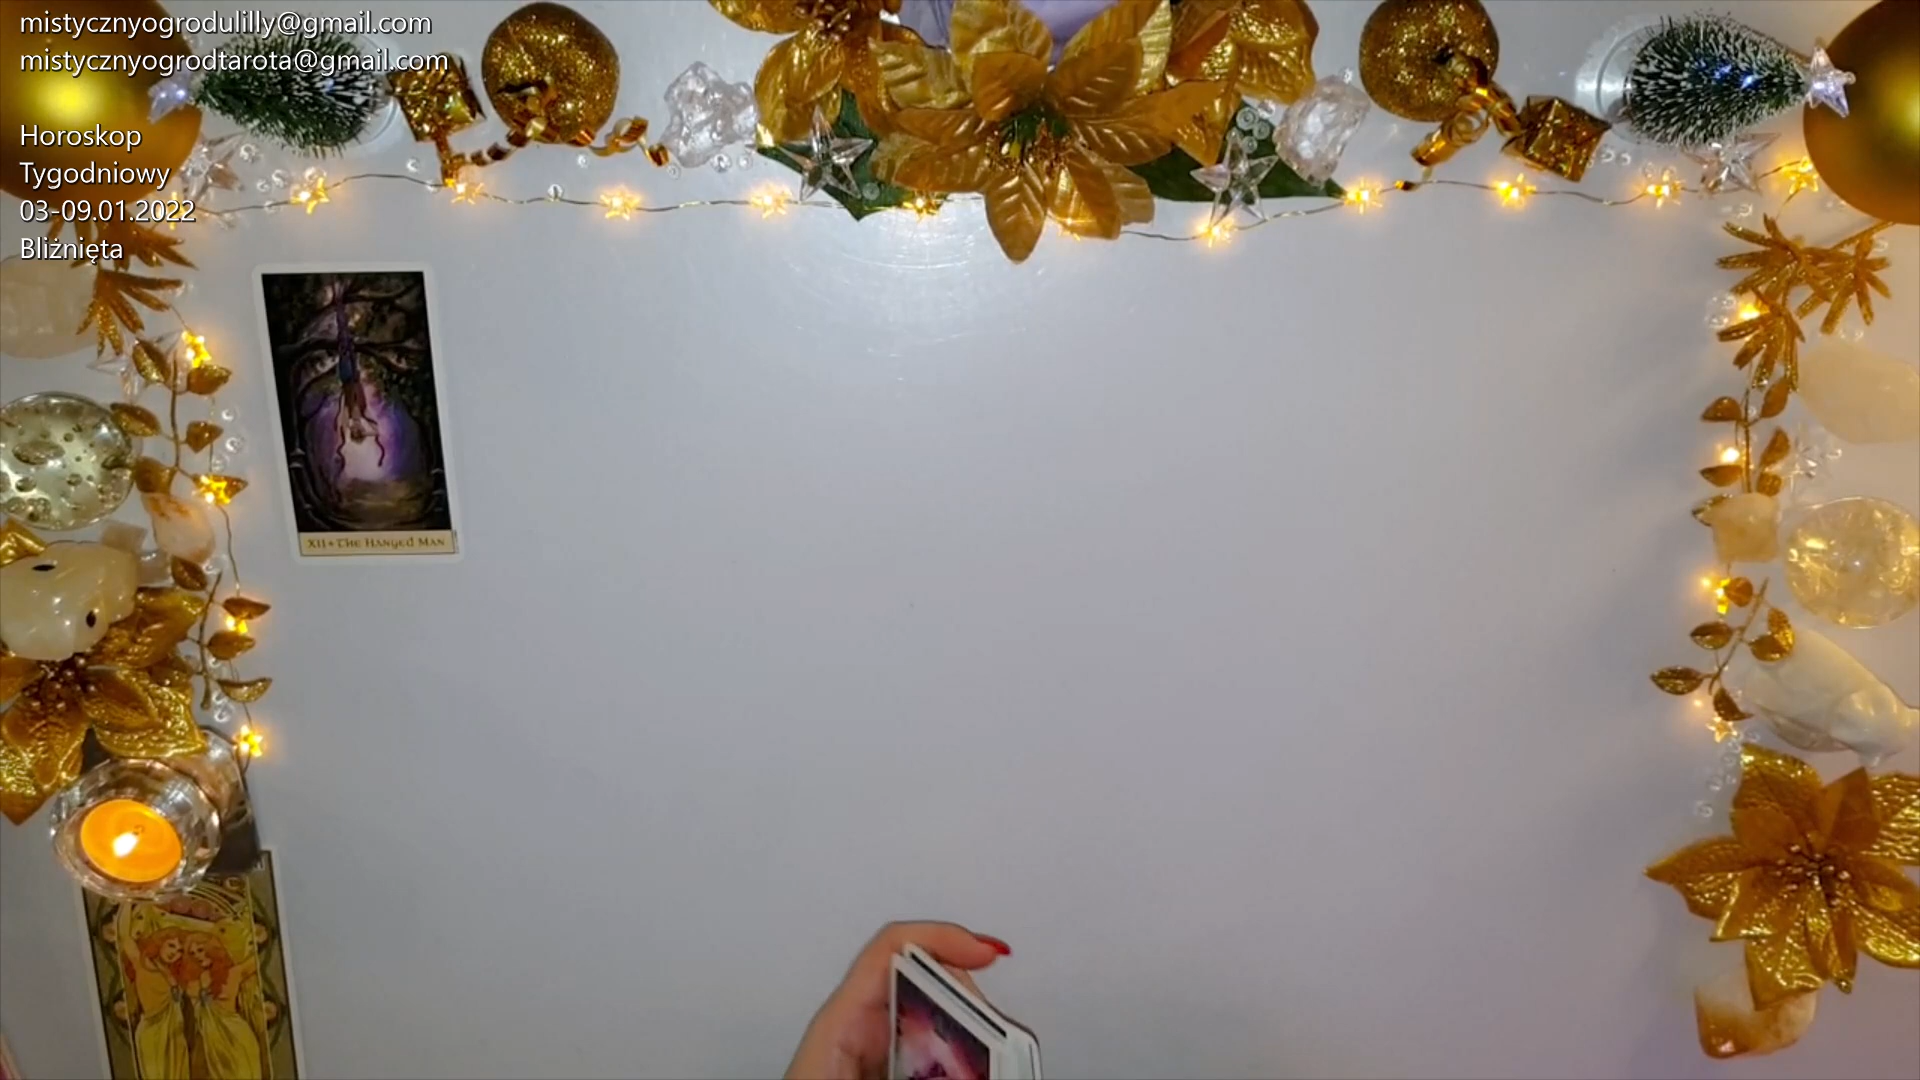 mistycznyogrodulilly@gmail.com
mistycznyogrodtarota@gmail.com
Horoskop
Tygodniowy
03-09.01.2022
Bliźnięta
XII The Hanged Man